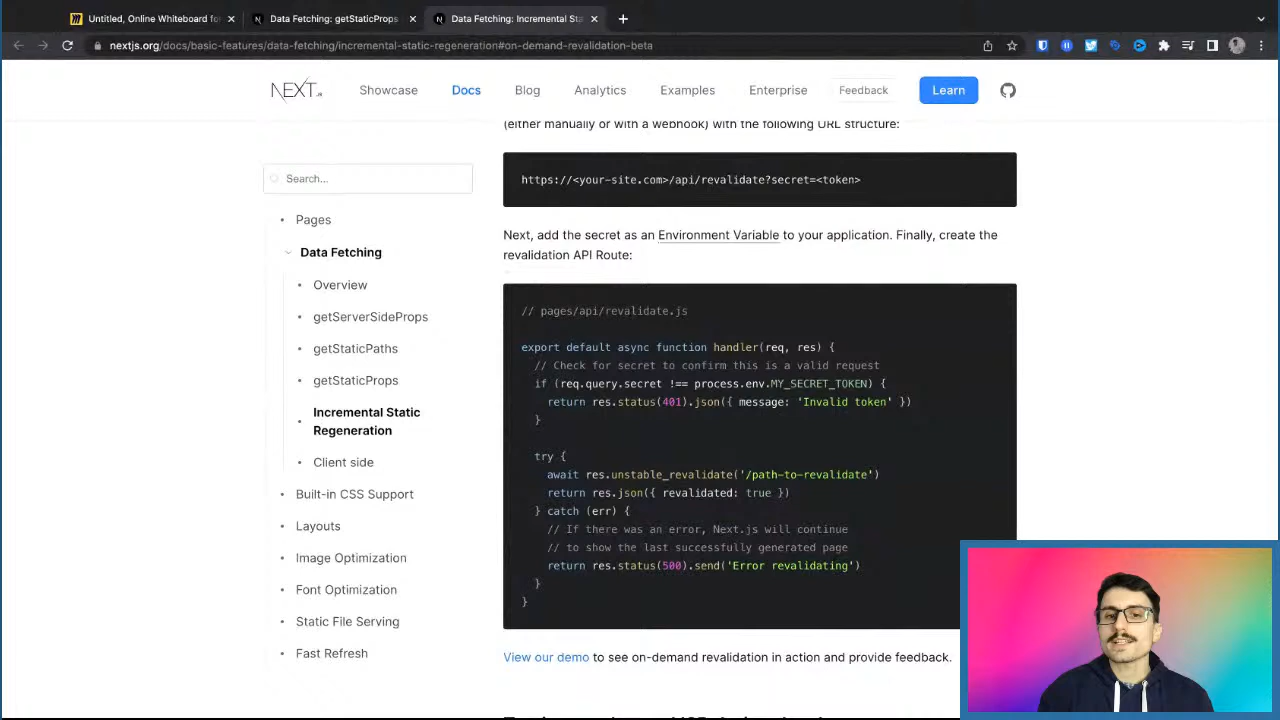 Untitled, Online Whiteboard fo
Data Fetching: getStaticProps
Data Fetching: Incremental Sta
nextjs.org/docs/basic-features/data-fetching/incremental-static-regeneration#on-demand-revalidation-beta
NEXT.JS Showcase Docs Blog Analytics Examples Enterprise Feedback Learn
(either manually or with a webhook) with the following URL structure:
Search...
https://<your-site.com>/api/revalidate?secret=<token>
Pages
Data Fetching
Overview
getServerSideProps
getStaticPaths
getStaticProps
Incremental Static
Regeneration
Client side
Built-in CSS Support
Layouts
Image Optimization
Font Optimization
Static File Serving
Fast Refresh
Next, add the secret as an Environment Variable to your application. Finally, create the
revalidation API Route:
// pages/api/revalidate.js
export default async function handler(req, res) {
// Check for secret to confirm this is a valid request
if (req.query.secret !== process.env.MY_SECRET_TOKEN) {
return res.status(401).json({ message: 'Invalid token' })
}
try {
await res.unstable_revalidate('/path-to-revalidate')
return res.json({ revalidated: true })
} catch (err) {
// If there was an error, Next.js will continue
// to show the last successfully generated page
return res.status(500).send('Error revalidating')
}
}
View our demo to see on-demand revalidation in action and provide feedback.